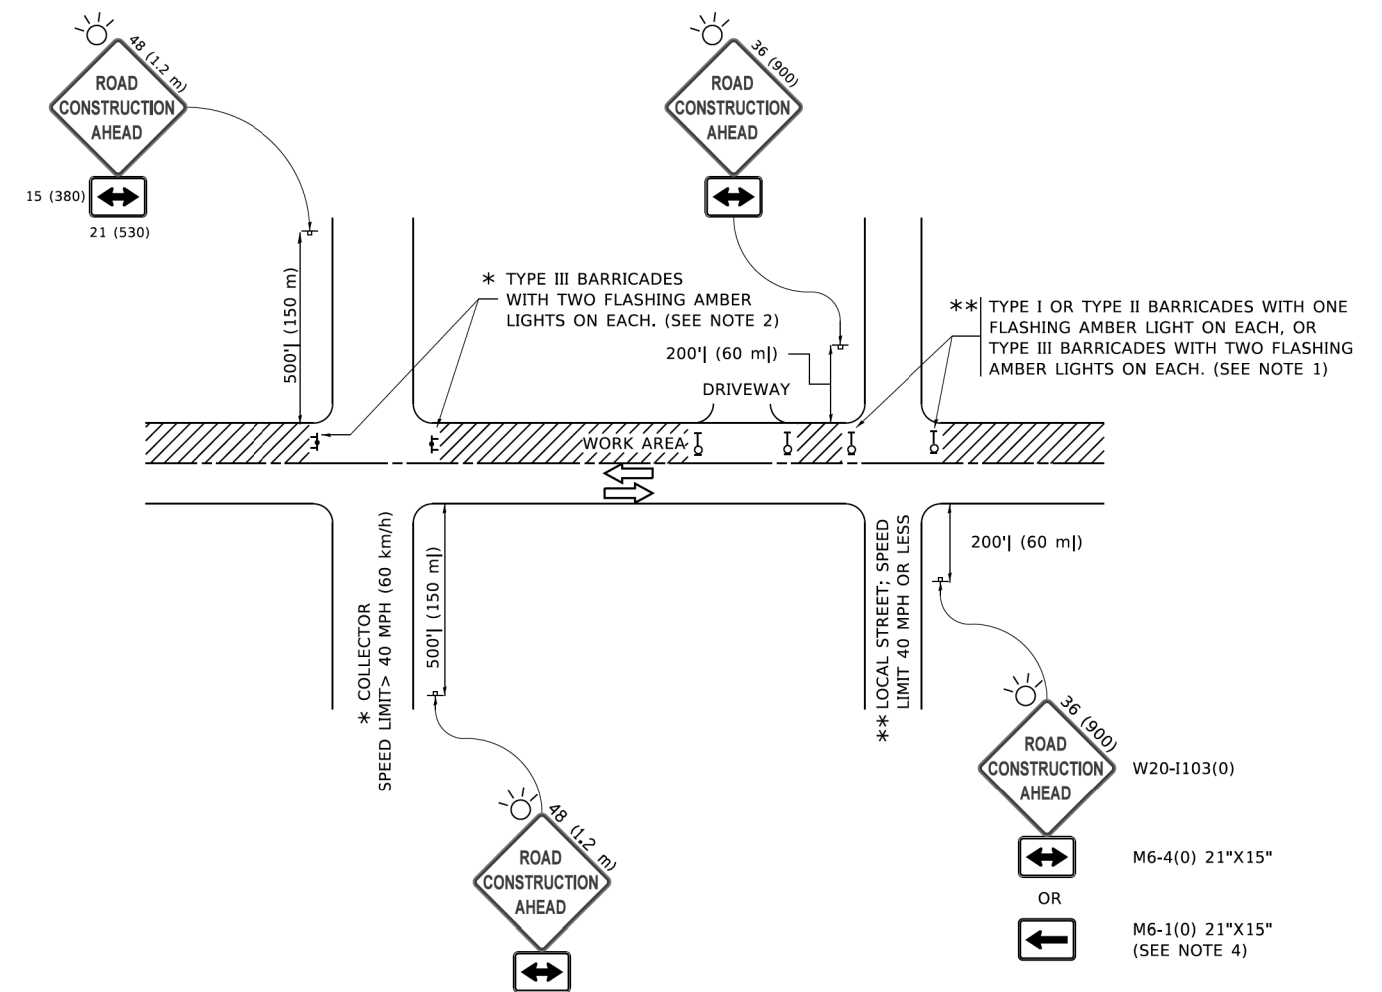 48 (1.2 m)
ROAD
CONSTRUCTION
AHEAD
15 (380)
21 (530)
36 (900)
ROAD
CONSTRUCTION
AHEAD
500'| (150 m)
* TYPE III BARRICADES
WITH TWO FLASHING AMBER
LIGHTS ON EACH. (SEE NOTE 2)
200'| (60 m|)
DRIVEWAY
** TYPE I OR TYPE II BARRICADES WITH ONE
FLASHING AMBER LIGHT ON EACH, OR
TYPE III BARRICADES WITH TWO FLASHING
AMBER LIGHTS ON EACH. (SEE NOTE 1)
WORK AREA
* COLLECTOR
SPEED LIMIT> 40 MPH (60 km/h)
500'| (150 m|)
** LOCAL STREET; SPEED
LIMIT 40 MPH OR LESS
200'| (60 m|)
48 (1.2 m)
ROAD
CONSTRUCTION
AHEAD
36 (900)
ROAD
CONSTRUCTION
AHEAD
W20-I103(0)
M6-4(0) 21"X15"
OR
M6-1(0) 21"X15"
(SEE NOTE 4)